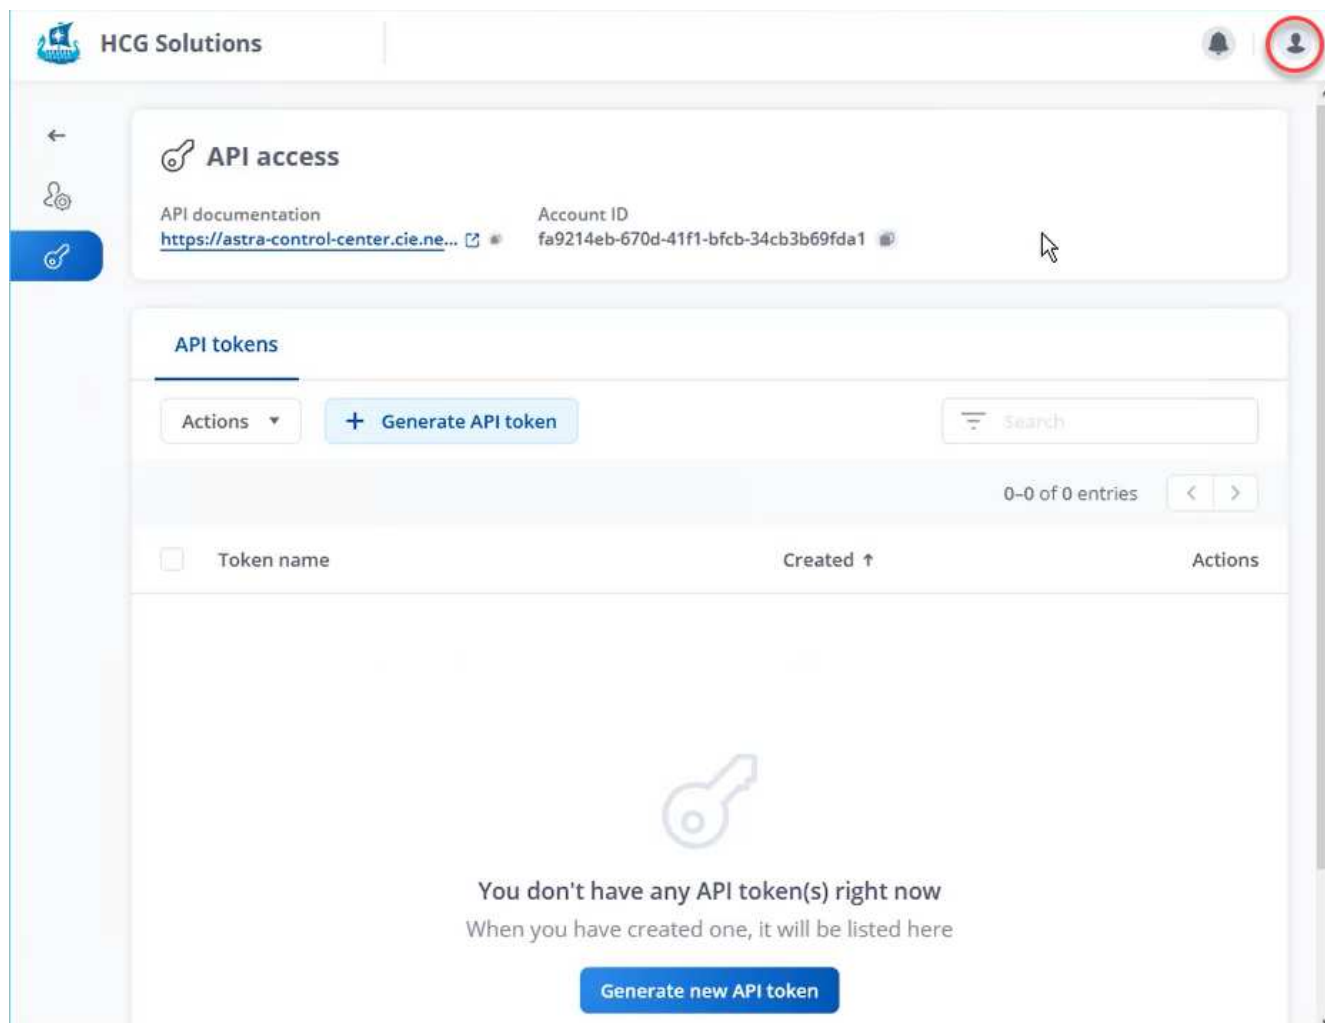 HCG Solutions
API access
API documentation
Account ID
https://astra-control-center.cie.ne...
fa9214eb-670d-41f1-bfcb-34cb3b69fda1
API tokens
Actions
+ Generate API token
Search
0–0 of 0 entries
Token name
Created ↑
Actions
You don't have any API token(s) right now
When you have created one, it will be listed here
Generate new API token